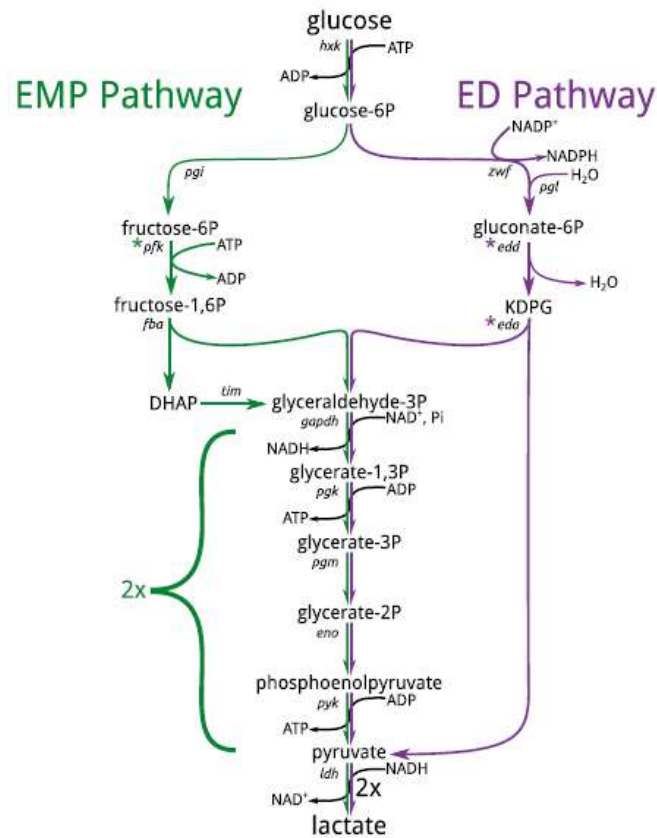 glucose
hxk
ATP
ADP
EMP Pathway
ED Pathway
glucose-6P
NADP⁺
NADPH
pgi
zwf
H₂O
pgl
fructose-6P
gluconate-6P
*pfk
ATP
*edd
ADP
H₂O
fructose-1,6P
KDPG
fba
*eda
DHAP
tim
glyceraldehyde-3P
gapdh
NAD⁺, Pi
NADH
glycerate-1,3P
pgk
ADP
ATP
glycerate-3P
pgm
2x
glycerate-2P
eno
phosphoenolpyruvate
pyk
ADP
ATP
pyruvate
ldh
NADH
2x
NAD⁺
lactate